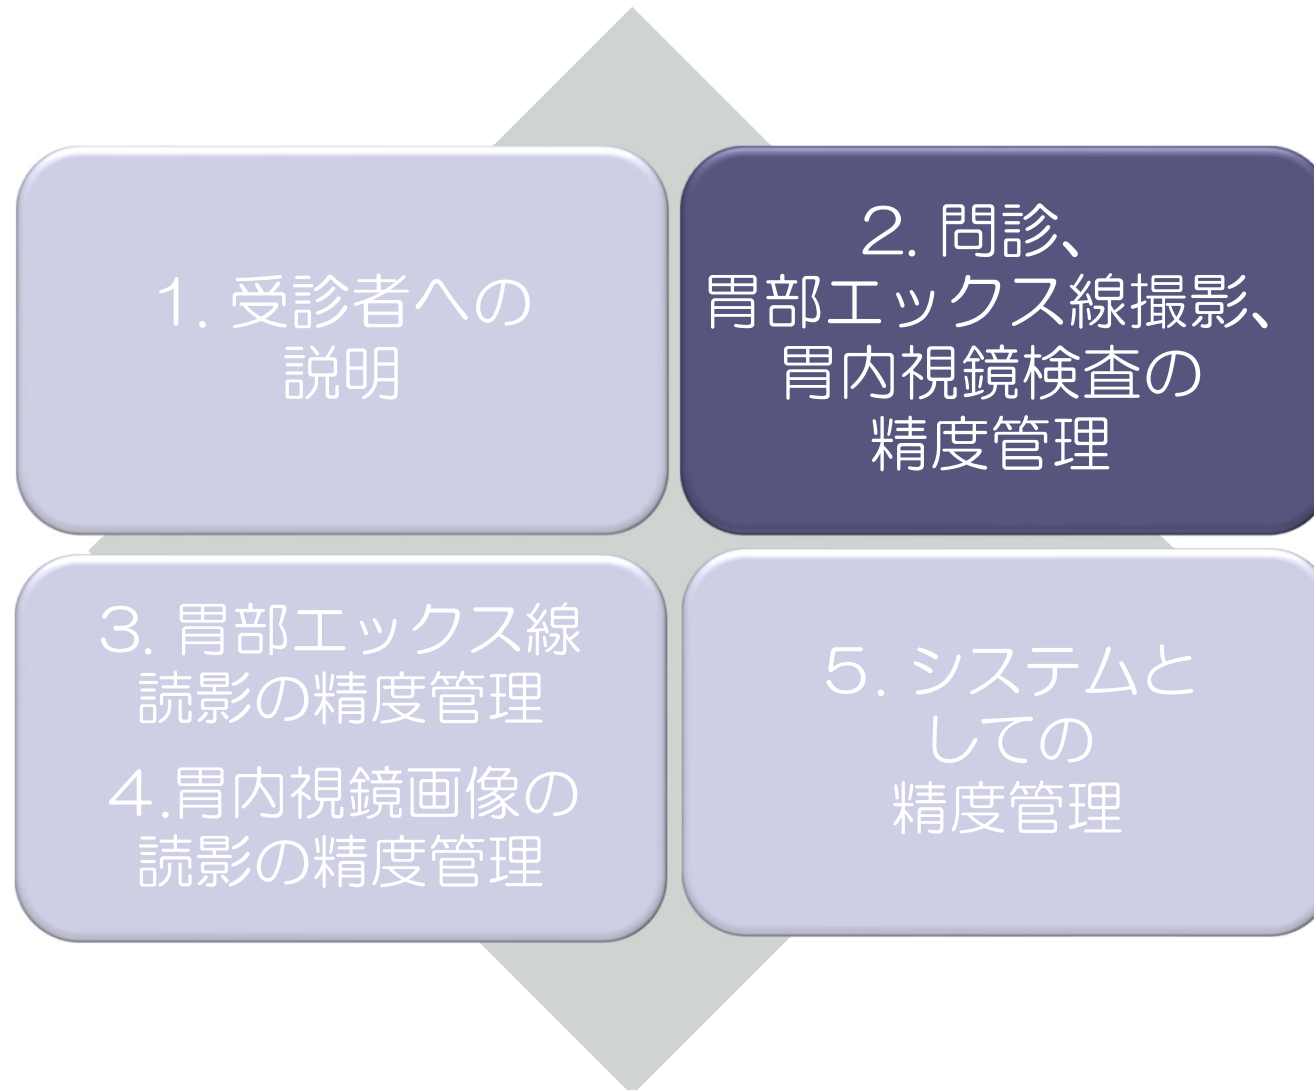 1. 受診者への
説明
2. 問診、
胃部エックス線撮影、
胃内視鏡検査の
精度管理
3. 胃部エックス線
読影の精度管理
4.胃内視鏡画像の
読影の精度管理
5. システムと
しての
精度管理